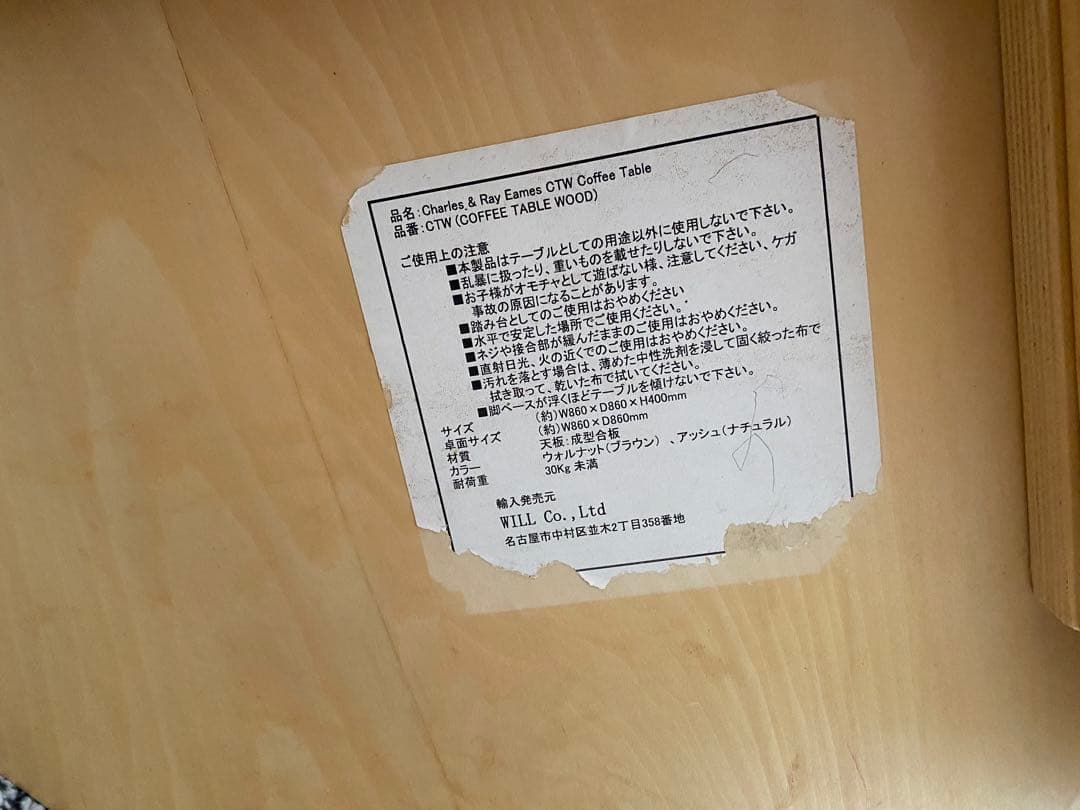 品名：Charles & Ray Eames CTW Coffee Table
品番：CTW (COFFEE TABLE WOOD)
ご使用上の注意
■本製品はテーブルとしての用途以外に使用しないで下さい。
■乱暴に扱ったり、重いものを載せたりしないで下さい。
■お子様がオモチャとして遊ばない様、注意してください、ケガ
事故の原因になることがあります。
■踏み台としてのご使用はおやめください
■水平で安定した場所でご使用ください。
■ネジや接合部が緩んだままのご使用はおやめください。
■直射日光、火の近くでのご使用はおやめください。
■汚れを落とす場合は、薄めた中性洗剤を浸して固く絞った布で
拭き取って、乾いた布で拭いてください。
■脚ベースが浮くほどテーブルを傾けないで下さい。
サイズ (約)W860×D860×H400mm
卓面サイズ (約)W860×D860mm
材質 天板：成型合板
カラー ウォルナット(ブラウン) 、アッシュ(ナチュラル)
耐荷重 30Kg 未満
輸入発売元
WILL Co.,Ltd
名古屋市中村区並木2丁目358番地